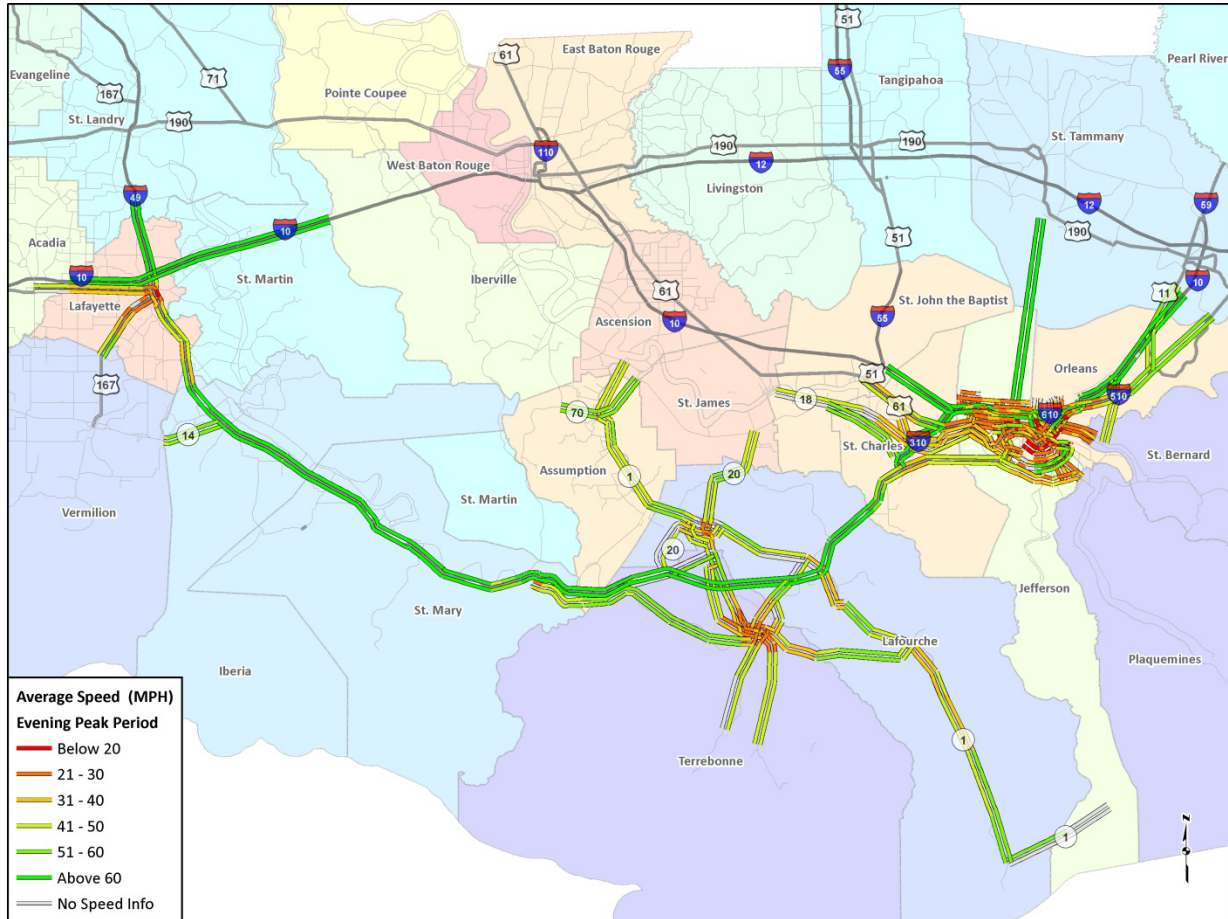 51
61
East Baton Rouge
Pearl River
Evangeline
71
55
Tangipahoa
167
Pointe Coupee
St. Landry
190
St. Tammany
110
190
190
West Baton Rouge
12
Livingston
49
12
59
190
Acadia
10
St. Martin
51
Iberville
10
10
11
Lafayette
61
St. John the Baptist
Ascension
10
55
167
51
Orleans
70
St. James
18
61
610
510
14
310
St. Charles
St. Bernard
Assumption
1
20
St. Martin
Vermilion
20
Jefferson
St. Mary
Lafourche
Plaquemines
Iberia
1
Terrebonne
1
N
Average Speed (MPH)
Evening Peak Period
Below 20
21 - 30
31 - 40
41 - 50
51 - 60
Above 60
No Speed Info